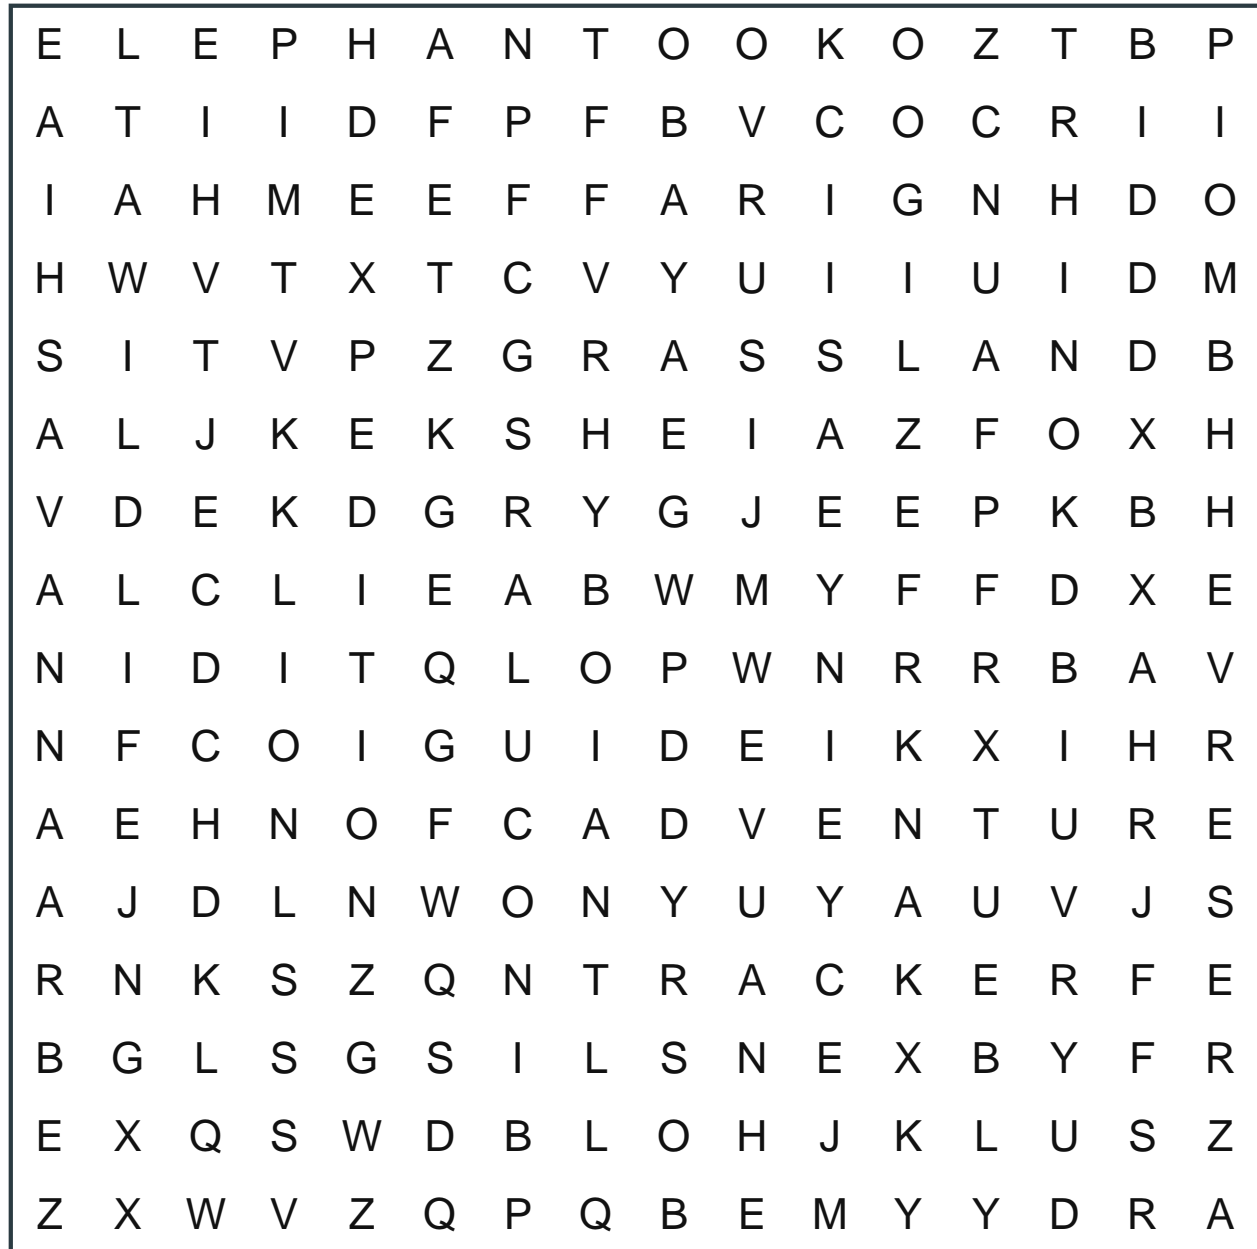 E L E P H A N T O O K O Z T B P
A T I I D F P F B V C O C R I I
I A H M E E F F A R I G N H D O
H W V T X T C V Y U I I U I D M
S I T V P Z G R A S S L A N D B
A L J K E K S H E I A Z F O X H
V D E K D G R Y G J E E P K B H
A L C L I E A B W M Y F F D X E
N I D I T Q L O P W N R R B A V
N F C O I G U I D E I K X I H R
A E H N O F C A D V E N T U R E
A J D L N W O N Y U Y A U V J S
R N K S Z Q N T R A C K E R F E
B G L S G S I L S N E X B Y F R
E X Q S W D B L O H J K L U S Z
Z X W V Z Q P Q B E M Y Y D R A